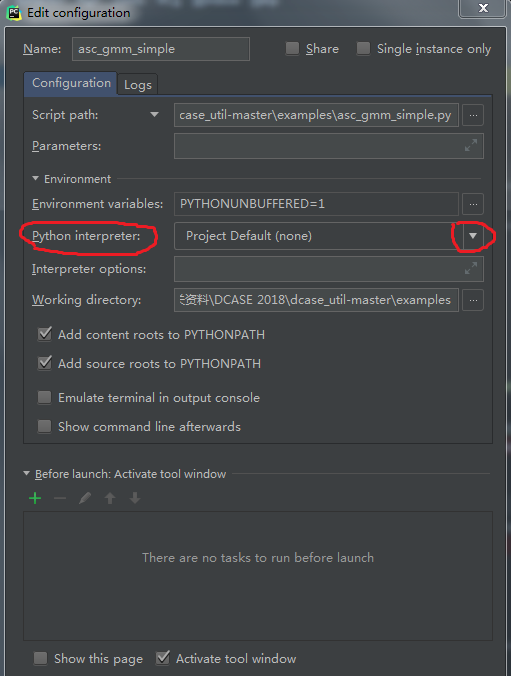 Edit configuration
Name: asc_gmm_simple Share Single instance only
Configuration Logs
Script path: case_util-master\examples\asc_gmm_simple.py ...
Parameters:
Environment
Environment variables: PYTHONUNBUFFERED=1 ...
Python interpreter: Project Default (none)
Interpreter options:
Working directory: 资料\DCASE 2018\dcase_util-master\examples ...
Add content roots to PYTHONPATH
Add source roots to PYTHONPATH
Emulate terminal in output console
Show command line afterwards
Before launch: Activate tool window
There are no tasks to run before launch
Show this page Activate tool window